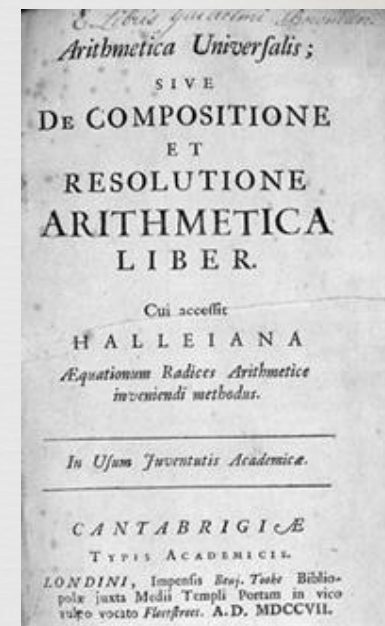 E Libris
Arithmetica Univerſalis;
SIVE
DE COMPOSITIONE
ET
RESOLUTIONE
ARITHMETICA
LIBER.
Cui acceſſit
HALLEIANA
Æquationum Radices Arithmetice
inveniendi methodus.
In Uſum Juventutis Academicæ.
CANTABRIGIÆ
TYPIS ACADEMICIS.
LONDINI, Impenſis Benj. Tooke Biblio-
polæ juxta Medii Templi Portam in vico
vulgo vocato Fleetſtreet. A.D. MDCCVII.